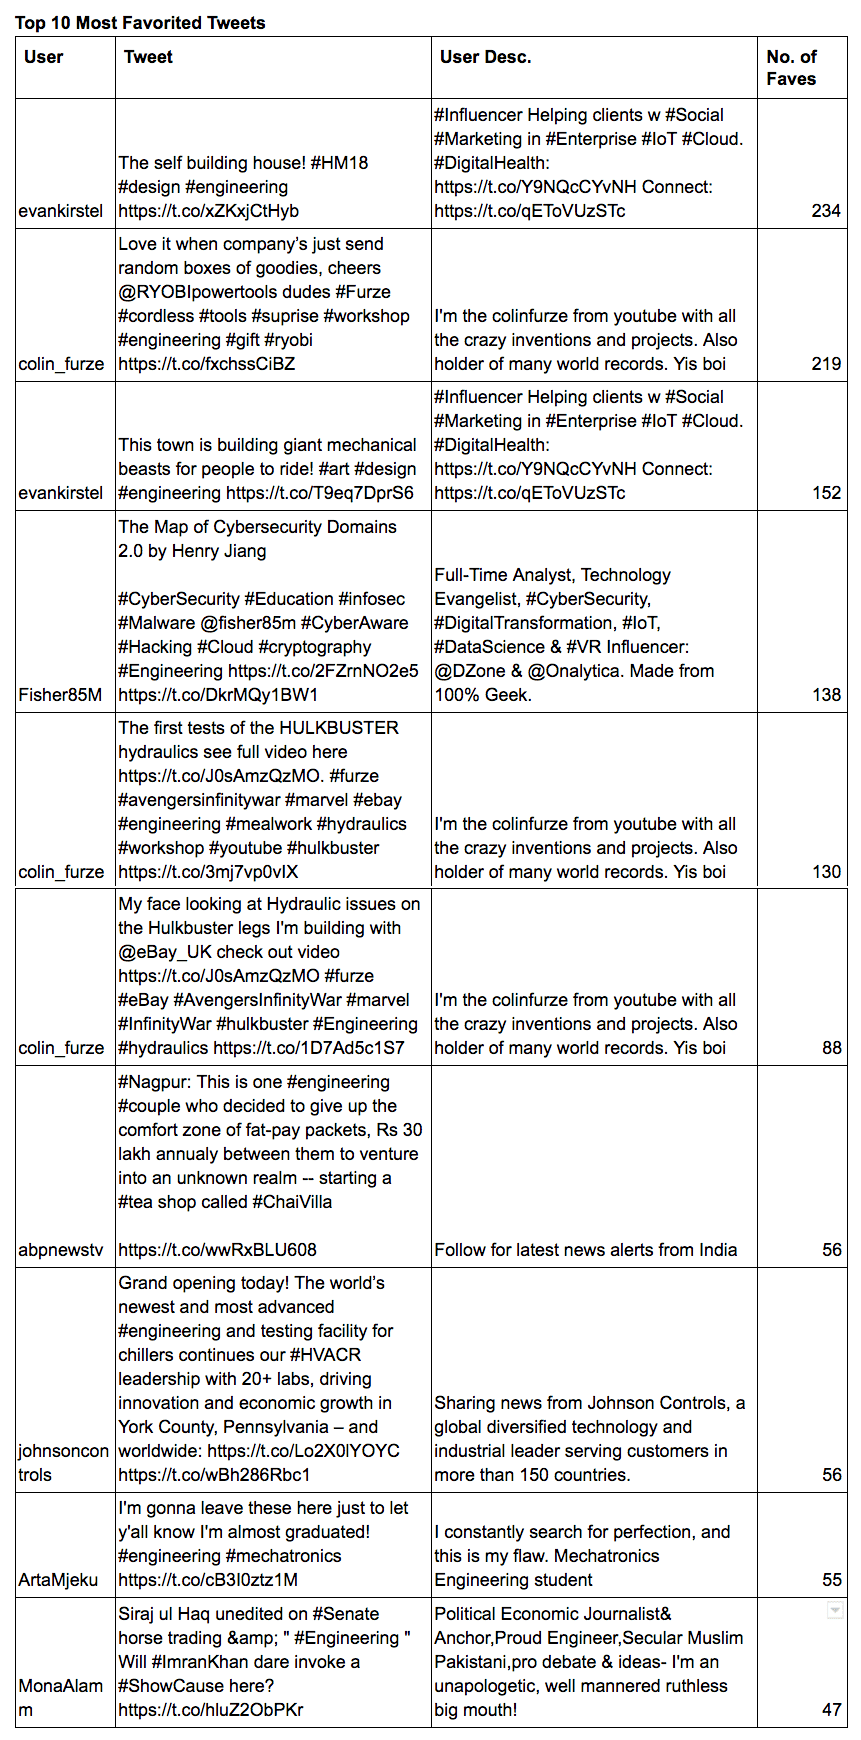 Top 10 Most Favorited Tweets
User Tweet User Desc. No. of
Faves
The self building house! #HM18
#design #engineering
https://t.co/xZKxjCtHyb
evankirstel
#Influencer Helping clients w #Social
#Marketing in #Enterprise #IoT #Cloud.
#DigitalHealth:
https://t.co/Y9NQcCYvNH Connect:
https://t.co/qEToVUzSTc
234
Love it when company’s just send
random boxes of goodies, cheers
@RYOBIpowertools dudes #Furze
#cordless #tools #suprise #workshop
#engineering #gift #ryobi
https://t.co/fxchssCiBZ
colin_furze
I'm the colinfurze from youtube with all
the crazy inventions and projects. Also
holder of many world records. Yis boi
219
This town is building giant mechanical
beasts for people to ride! #art #design
#engineering https://t.co/T9eq7DprS6
evankirstel
#Influencer Helping clients w #Social
#Marketing in #Enterprise #IoT #Cloud.
#DigitalHealth:
https://t.co/Y9NQcCYvNH Connect:
https://t.co/qEToVUzSTc
152
The Map of Cybersecurity Domains
2.0 by Henry Jiang
#CyberSecurity #Education #infosec
#Malware @fisher85m #CyberAware
#Hacking #Cloud #cryptography
#Engineering https://t.co/2FZrnNO2e5
https://t.co/DkrMQy1BW1
Fisher85M
Full-Time Analyst, Technology
Evangelist, #CyberSecurity,
#DigitalTransformation, #IoT,
#DataScience & #VR Influencer:
@DZone & @Onalytica. Made from
100% Geek.
138
The first tests of the HULKBUSTER
hydraulics see full video here
https://t.co/J0sAmzQzMO. #furze
#avengersinfinitywar #marvel #ebay
#engineering #mealwork #hydraulics
#workshop #youtube #hulkbuster
https://t.co/3mj7vp0vIX
colin_furze
I'm the colinfurze from youtube with all
the crazy inventions and projects. Also
holder of many world records. Yis boi
130
My face looking at Hydraulic issues on
the Hulkbuster legs I'm building with
@eBay_UK check out video
https://t.co/J0sAmzQzMO #furze
#eBay #AvengersInfinityWar #marvel
#InfinityWar #hulkbuster #Engineering
#hydraulics https://t.co/1D7Ad5c1S7
colin_furze
I'm the colinfurze from youtube with all
the crazy inventions and projects. Also
holder of many world records. Yis boi
88
#Nagpur: This is one #engineering
#couple who decided to give up the
comfort zone of fat-pay packets, Rs 30
lakh annualy between them to venture
into an unknown realm -- starting a
#tea shop called #ChaiVilla
https://t.co/wwRxBLU608
abpnewstv
Follow for latest news alerts from India
56
Grand opening today! The world’s
newest and most advanced
#engineering and testing facility for
chillers continues our #HVACR
leadership with 20+ labs, driving
innovation and economic growth in
York County, Pennsylvania – and
worldwide: https://t.co/Lo2X0lYOYC
https://t.co/wBh286Rbc1
johnsoncon
trols
Sharing news from Johnson Controls, a
global diversified technology and
industrial leader serving customers in
more than 150 countries.
56
I'm gonna leave these here just to let
y'all know I'm almost graduated!
#engineering #mechatronics
https://t.co/cB3I0ztz1M
ArtaMjeku
I constantly search for perfection, and
this is my flaw. Mechatronics
Engineering student
55
Siraj ul Haq unedited on #Senate
horse trading &amp; " #Engineering "
Will #ImranKhan dare invoke a
#ShowCause here?
https://t.co/hluZ2ObPKr
MonaAlam
m
Political Economic Journalist&
Anchor,Proud Engineer,Secular Muslim
Pakistani,pro debate & ideas- I'm an
unapologetic, well mannered ruthless
big mouth!
47